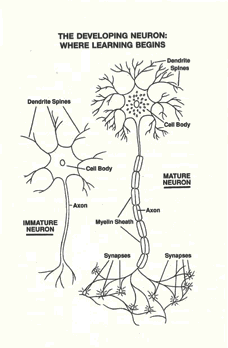 THE DEVELOPING NEURON:
WHERE LEARNING BEGINS
Dendrite
Spines
Dendrite Spines
Cell Body
Cell Body
MATURE
NEURON
Axon
Axon
IMMATURE
NEURON
Myelin Sheath
Synapses
Synapses